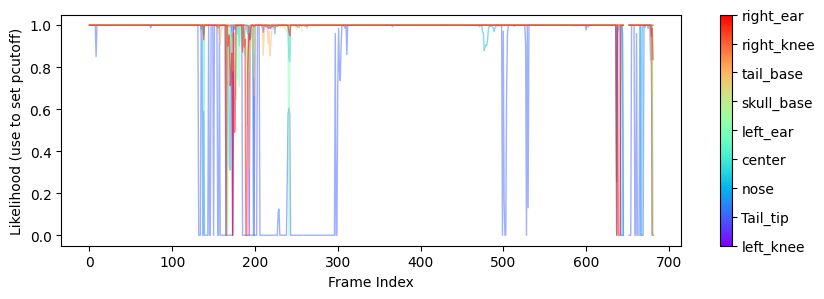 Likelihood (use to set pcutoff)
1.0
0.8
0.6
0.4
0.2
0.0
0 100 200 300 400 500 600 700
Frame Index
right_ear
right_knee
tail_base
skull_base
left_ear
center
nose
Tail_tip
left_knee